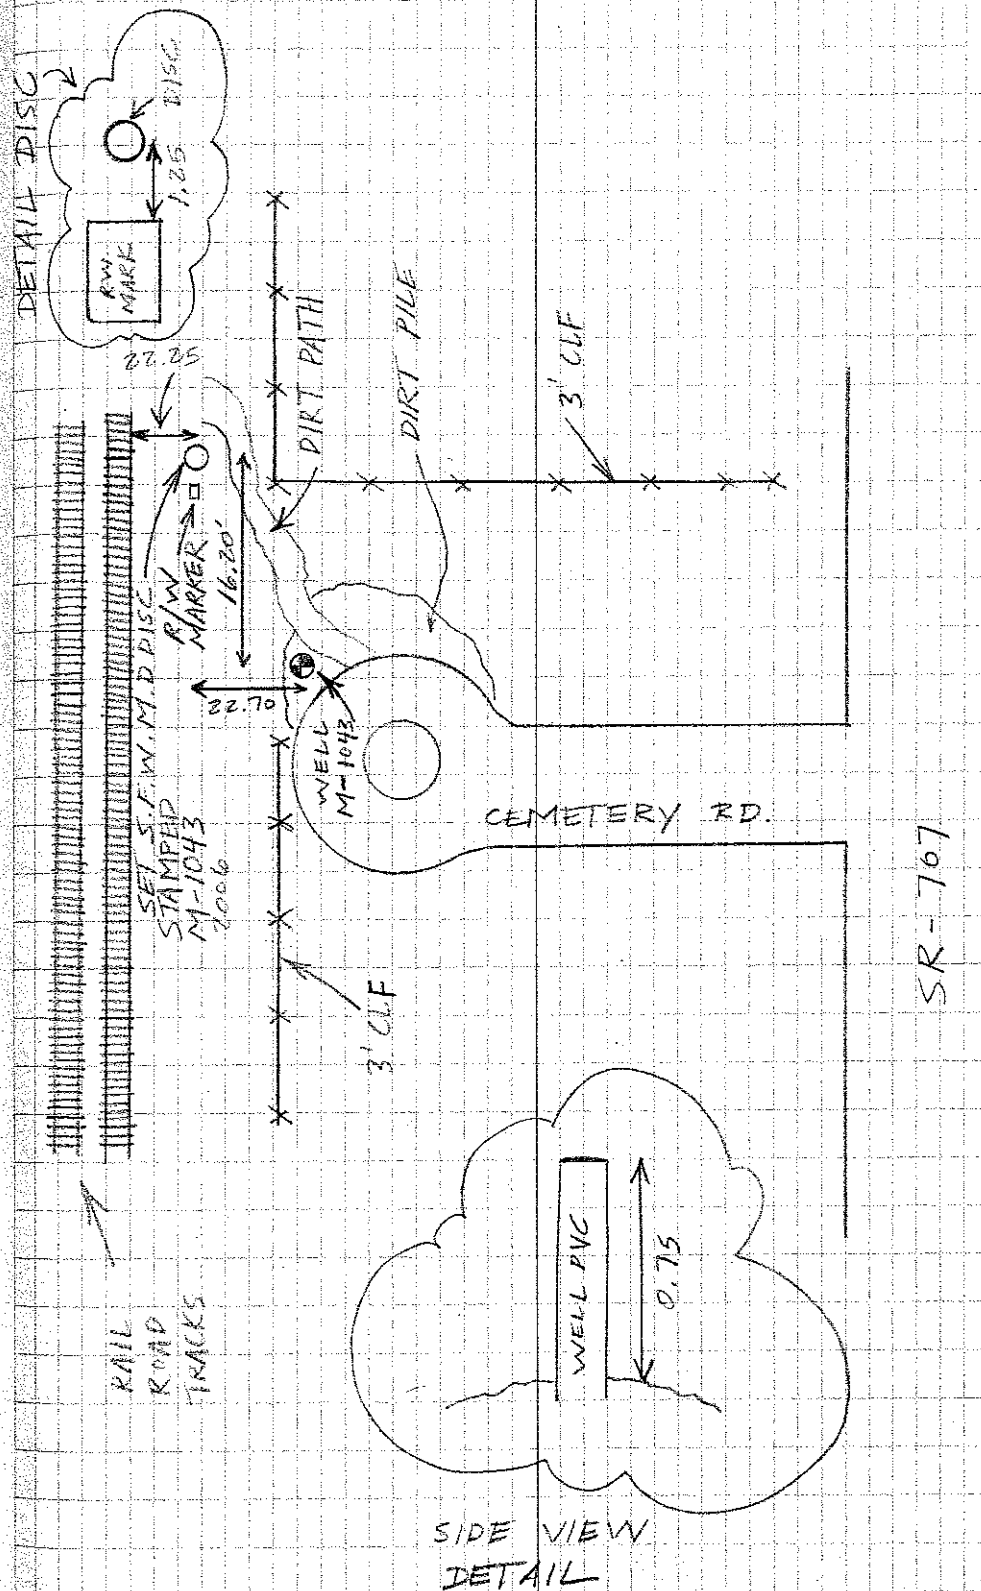 DETAIL DISC
DISC
1.25
R/W
MARK
22.25
DIRT PATH
DIRT PILE
3' CLF
R/W
MARKER
16.20'
SET S.F.W.M.D DISC
STAMPED
M-1043
2006
22.70
WELL
M-1043
CEMETERY RD.
SR-767
3' CLF
RAIL
ROAD
TRACKS
WELL PVC
0.75
SIDE VIEW
DETAIL